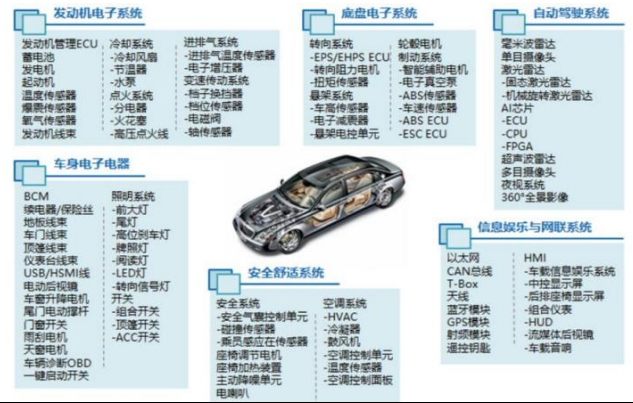 发动机电子系统
发动机管理ECU
蓄电池
发电机
起动机
温度传感器
爆震传感器
氧气传感器
发动机线束
冷却系统
-冷却风扇
-节温器
-水泵
点火系统
-分电器
-火花塞
-高压点火线
进排气系统
-进排气温度传感器
-电子增压器
变速传动系统
-档子换挡器
-档位传感器
-电磁阀
-轴传感器
底盘电子系统
转向系统
-EPS/EHPS ECU
-转向阻力电机
-扭矩传感器
悬架系统
-车高传感器
-电子减震器
-悬架电控单元
轮毂电机
制动系统
-智能辅助电机
-电子真空泵
-ABS传感器
-车速传感器
-ABS ECU
-ESC ECU
自动驾驶系统
毫米波雷达
单目摄像头
激光雷达
-固态激光雷达
-机械旋转激光雷达
AI芯片
-ECU
-CPU
-FPGA
超声波雷达
多目摄像头
夜视系统
360°全景影像
车身电子电器
BCM
继电器/保险丝
地板线束
车门线束
顶篷线束
仪表台线束
USB/HSMI线
电动后视镜
车窗升降电机
尾门电动撑杆
门窗开关
雨刮电机
天窗电机
车辆诊断OBD
一键启动开关
照明系统
-前大灯
-尾灯
-高位刹车灯
-牌照灯
-阅读灯
-LED灯
-转向信号灯
开关
-组合开关
-顶篷开关
-ACC开关
安全舒适系统
安全系统
-安全气囊控制单元
-碰撞传感器
-乘员感应在传感器
座椅调节电机
座椅加热装置
主动降噪单元
电喇叭
空调系统
-HVAC
-冷凝器
-鼓风机
-空调控制单元
-温度传感器
-空调控制面板
信息娱乐与网联系统
以太网
CAN总线
T-Box
天线
蓝牙模块
GPS模块
射频模块
遥控钥匙
HMI
-车载信息娱乐系统
-中控显示屏
-后排座椅显示屏
-组合仪表
-HUD
-流媒体后视镜
-车载音响